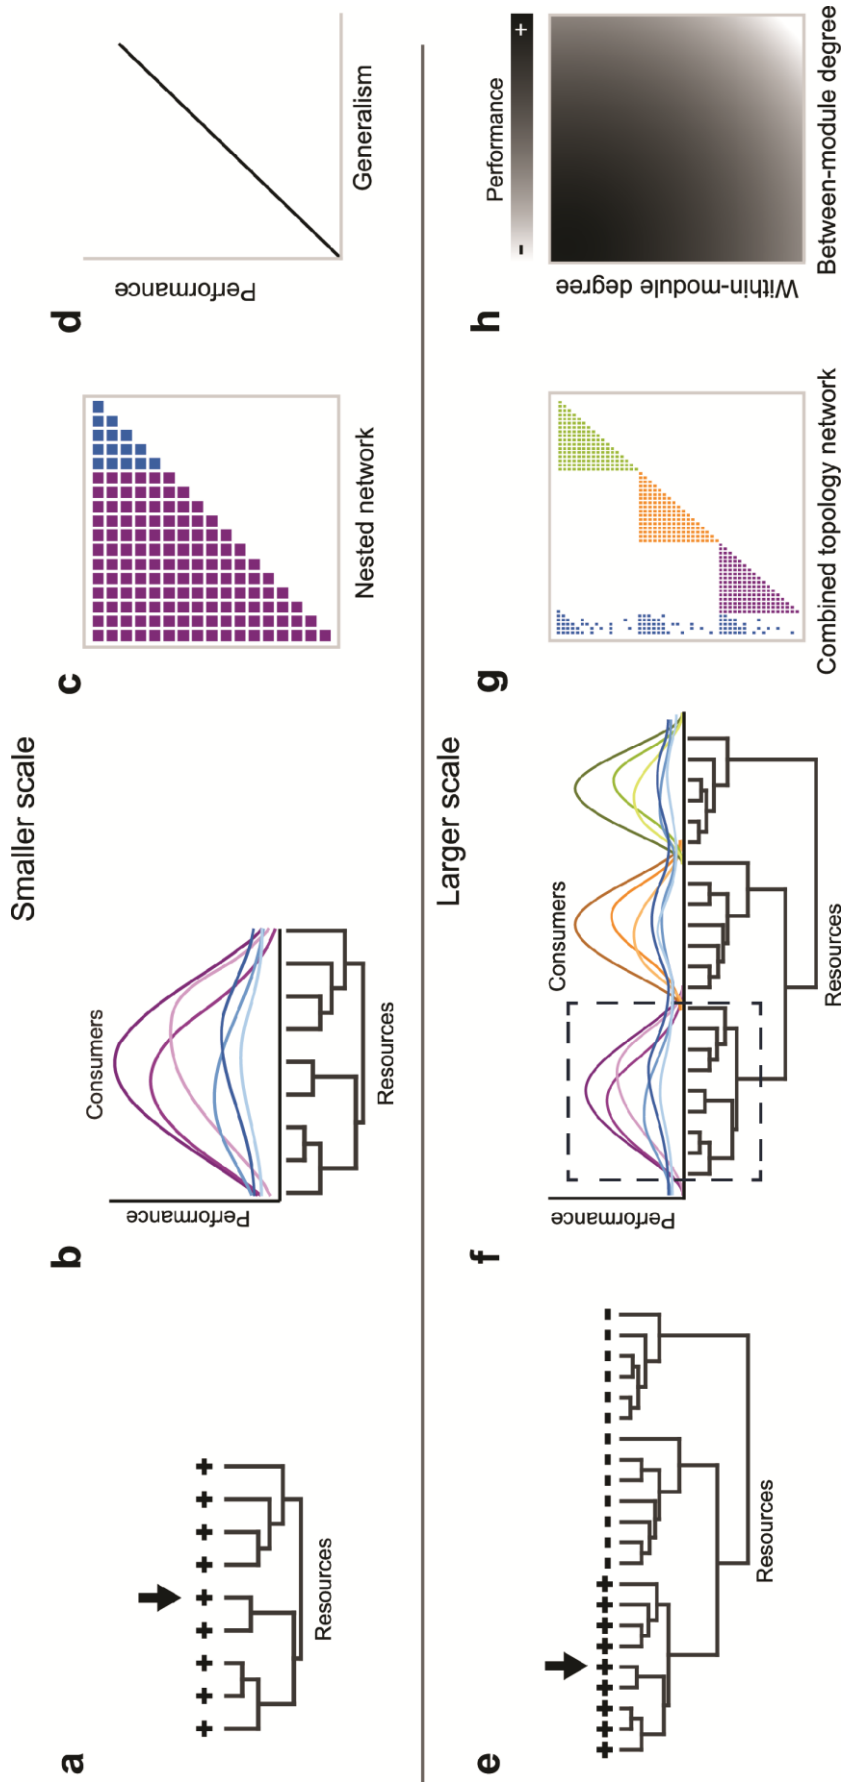 Smaller scale
a
+ + + + + + + + +
Resources
b
Performance
Consumers
Resources
c
Nested network
d
Performance
Generalism
Larger scale
e
+ + + + + + + + + - - - - - - - - - - - - -
Resources
f
Performance
Consumers
Resources
g
Combined topology network
h
Performance
- +
Within-module degree
Between-module degree